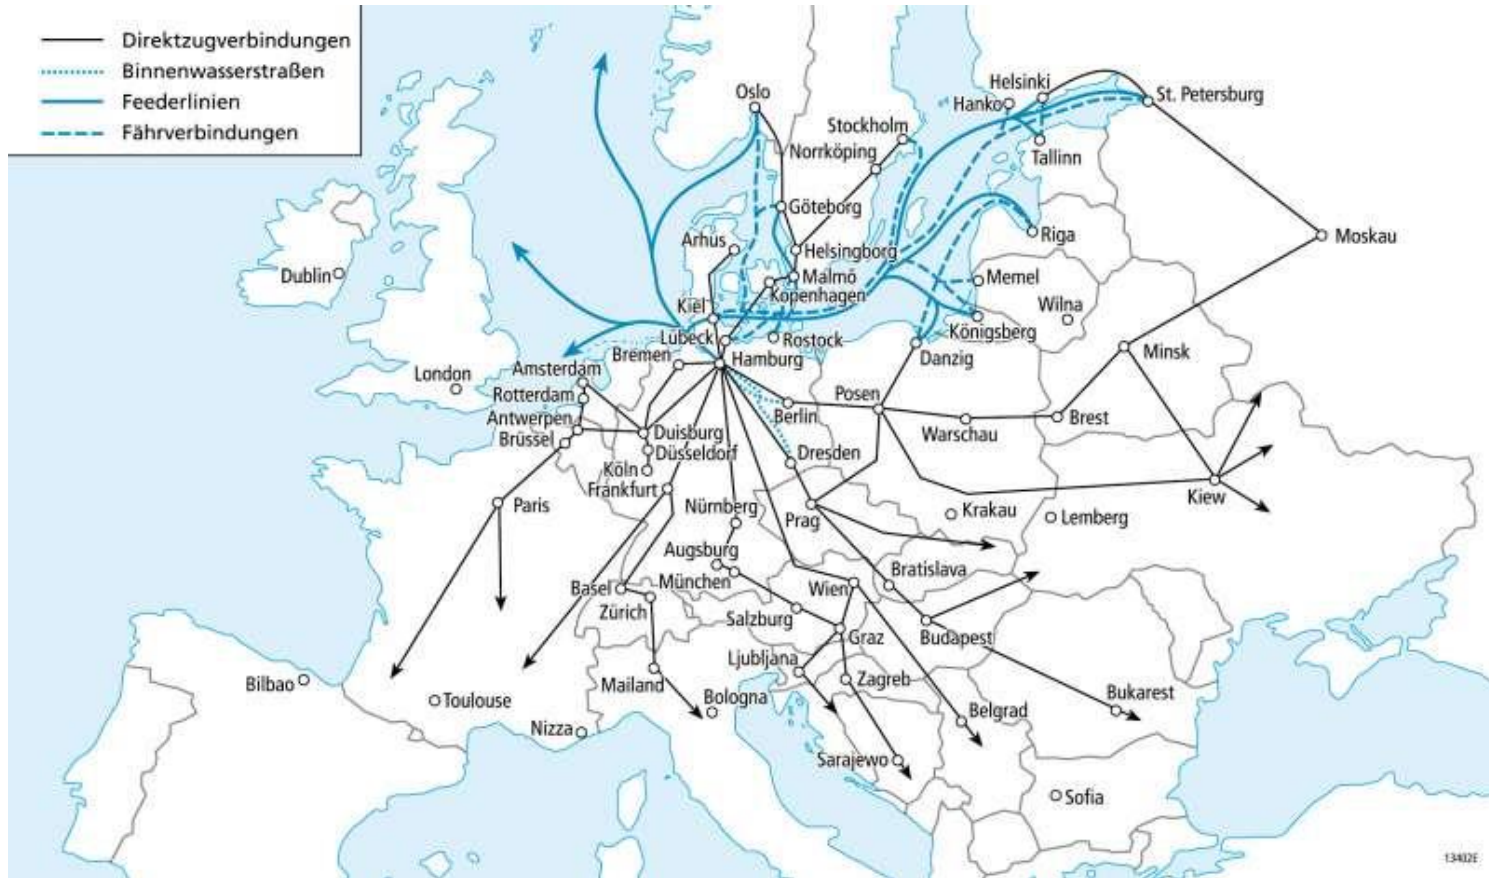 Direktzugverbindungen
Binnenwasserstraßen
Feederlinien
Fährverbindungen
Oslo
Helsinki
Hanko
St. Petersburg
Stockholm
Norrköping
Tallinn
Göteborg
Arhus
Helsingborg
Riga
Moskau
Dublin
Malmö
Kopenhagen
Memel
Wilna
Kiel
Königsberg
Lübeck
Rostock
Minsk
Bremen
Hamburg
Danzig
London
Amsterdam
Rotterdam
Posen
Antwerpen
Berlin
Brest
Brüssel
Duisburg
Warschau
Düsseldorf
Dresden
Köln
Frankfurt
Kiew
Paris
Nürnberg
Prag
Krakau
Lemberg
Augsburg
Bratislava
Basel
München
Wien
Zürich
Salzburg
Graz
Budapest
Ljubljana
Bilbao
Mailand
Zagreb
Toulouse
Bologna
Bukarest
Nizza
Belgrad
Sarajewo
Sofia
13402E